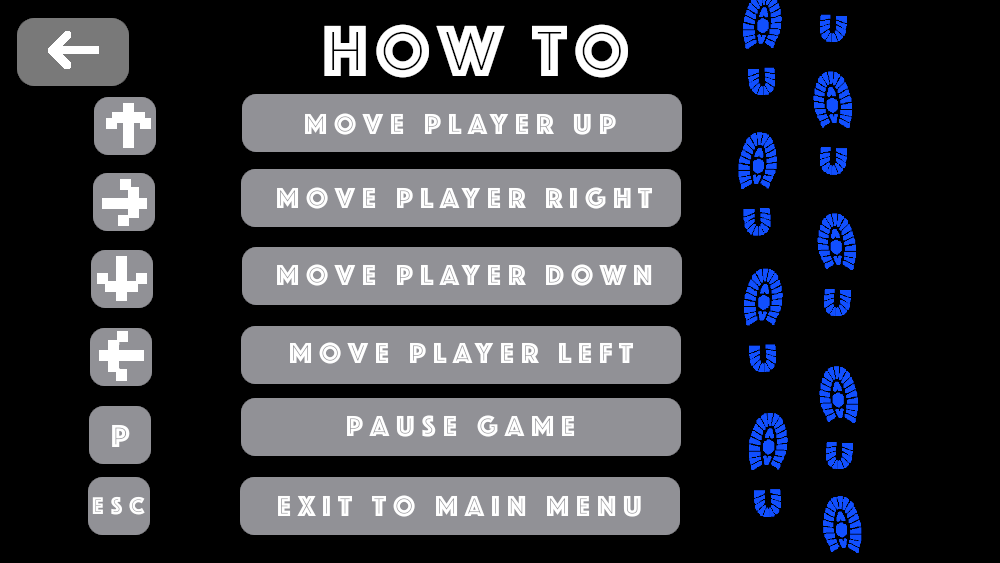 HOW TO
MOVE PLAYER UP
MOVE PLAYER RIGHT
MOVE PLAYER DOWN
MOVE PLAYER LEFT
P PAUSE GAME
ESC EXIT TO MAIN MENU